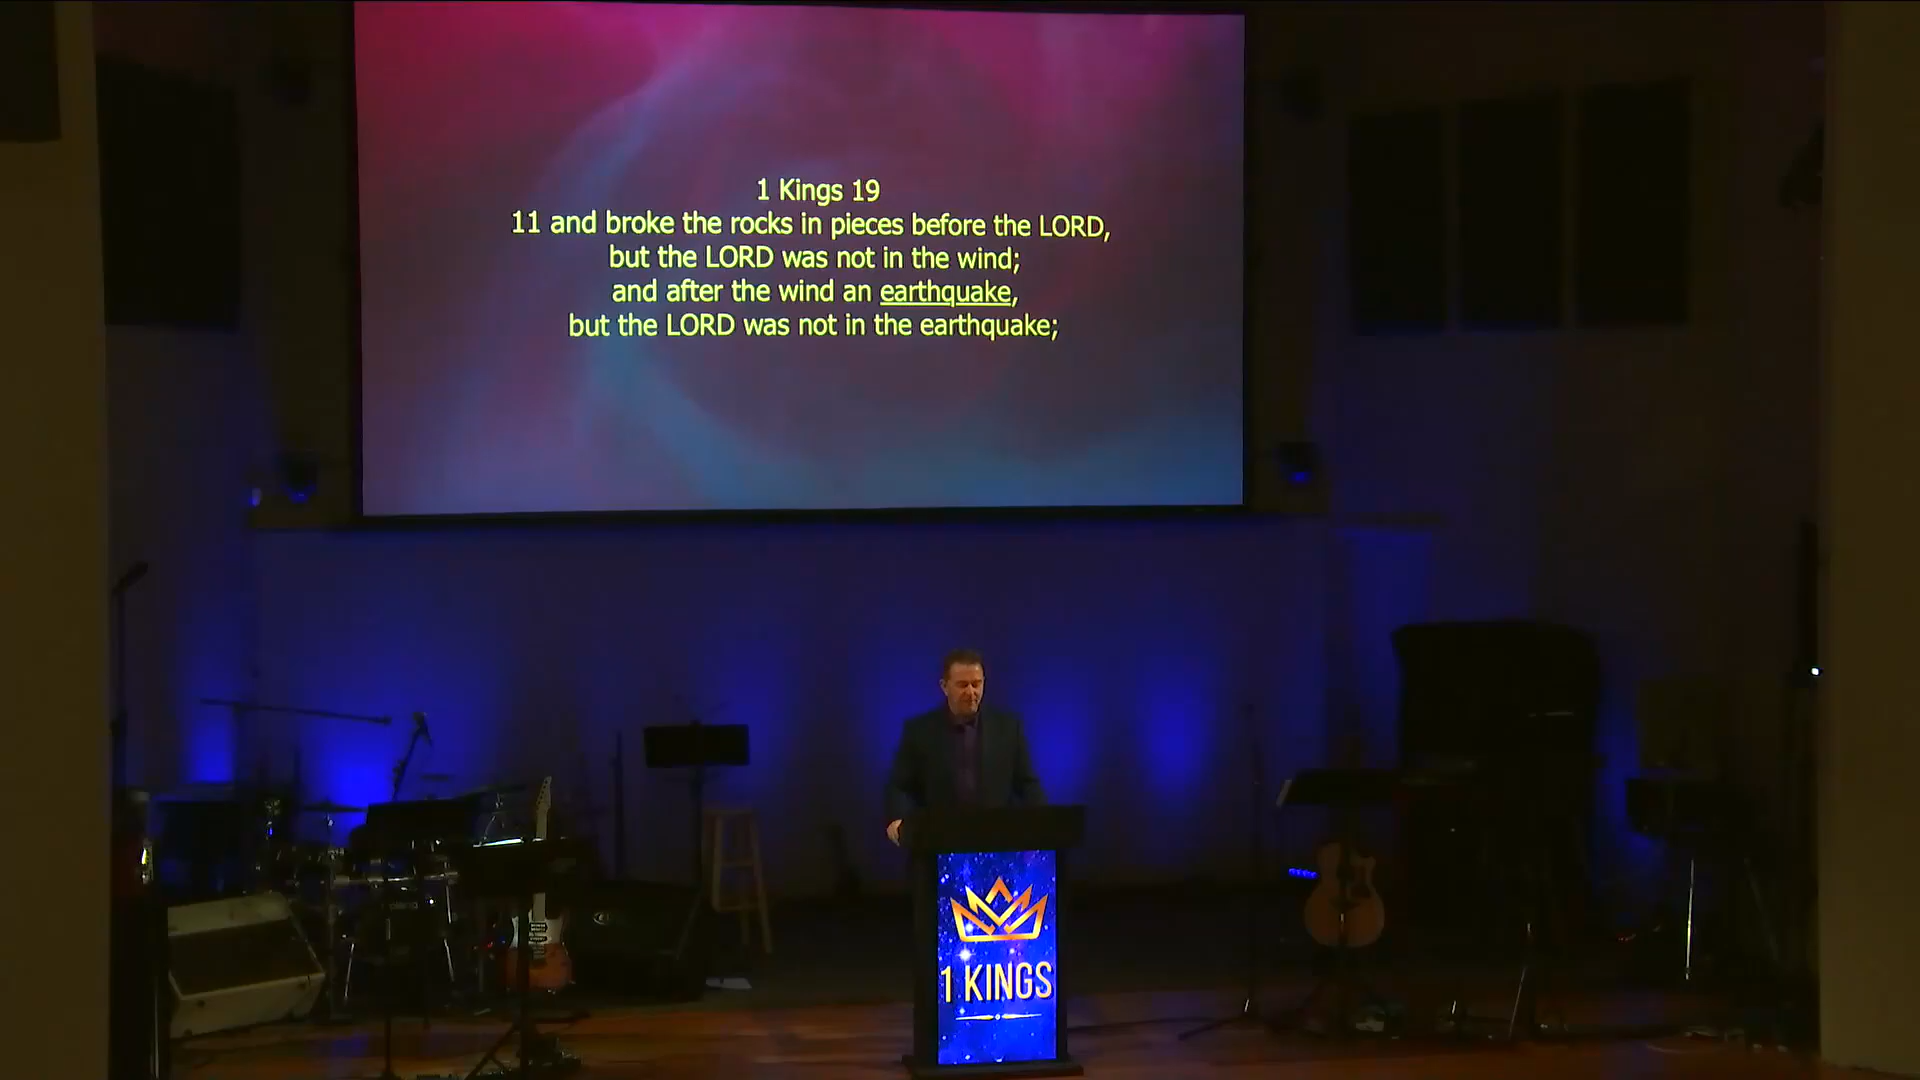 1 Kings 19
11 and broke the rocks in pieces before the LORD,
but the LORD was not in the wind;
and after the wind an earthquake,
but the LORD was not in the earthquake;
1 KINGS